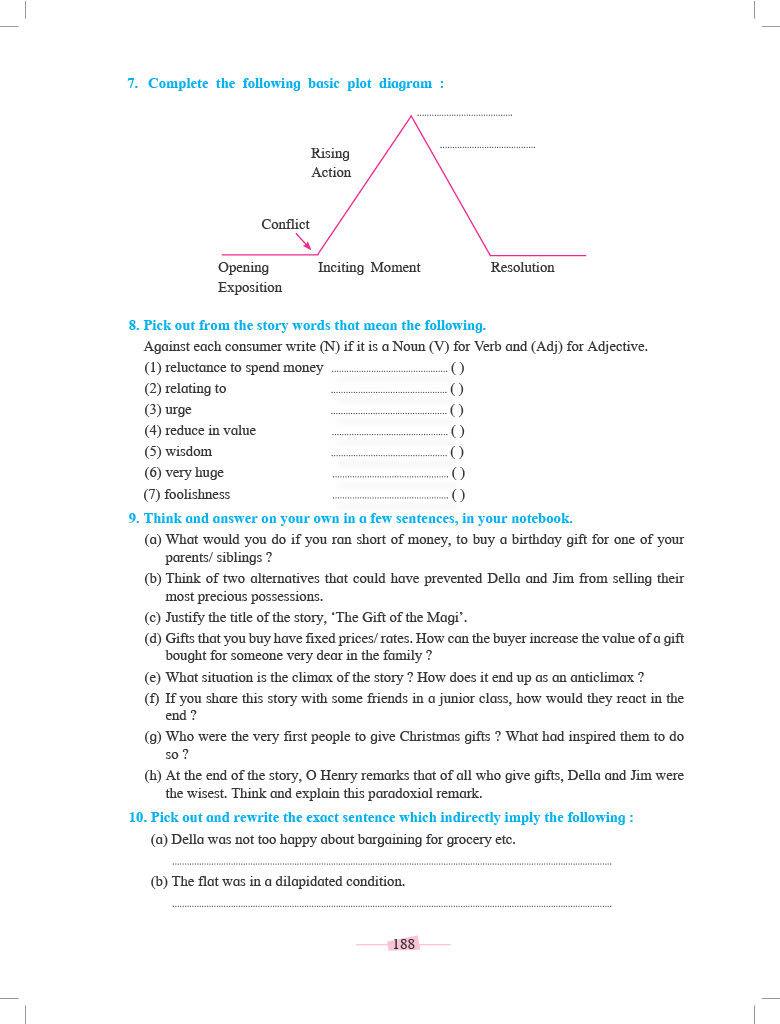 7. Complete the following basic plot diagram :
....................................
....................................
Rising
Action
Conflict
Opening
Exposition
Inciting Moment
Resolution
8. Pick out from the story words that mean the following.
Against each consumer write (N) if it is a Noun (V) for Verb and (Adj) for Adjective.
(1) reluctance to spend money ............................................... ( )
(2) relating to ............................................... ( )
(3) urge ............................................... ( )
(4) reduce in value ............................................... ( )
(5) wisdom ............................................... ( )
(6) very huge ............................................... ( )
(7) foolishness ............................................... ( )
9. Think and answer on your own in a few sentences, in your notebook.
(a) What would you do if you ran short of money, to buy a birthday gift for one of your
parents/ siblings ?
(b) Think of two alternatives that could have prevented Della and Jim from selling their
most precious possessions.
(c) Justify the title of the story, ‘The Gift of the Magi’.
(d) Gifts that you buy have fixed prices/ rates. How can the buyer increase the value of a gift
bought for someone very dear in the family ?
(e) What situation is the climax of the story ? How does it end up as an anticlimax ?
(f) If you share this story with some friends in a junior class, how would they react in the
end ?
(g) Who were the very first people to give Christmas gifts ? What had inspired them to do
so ?
(h) At the end of the story, O Henry remarks that of all who give gifts, Della and Jim were
the wisest. Think and explain this paradoxial remark.
10. Pick out and rewrite the exact sentence which indirectly imply the following :
(a) Della was not too happy about bargaining for grocery etc.
....................................................................................
(b) The flat was in a dilapidated condition.
....................................................................................
188